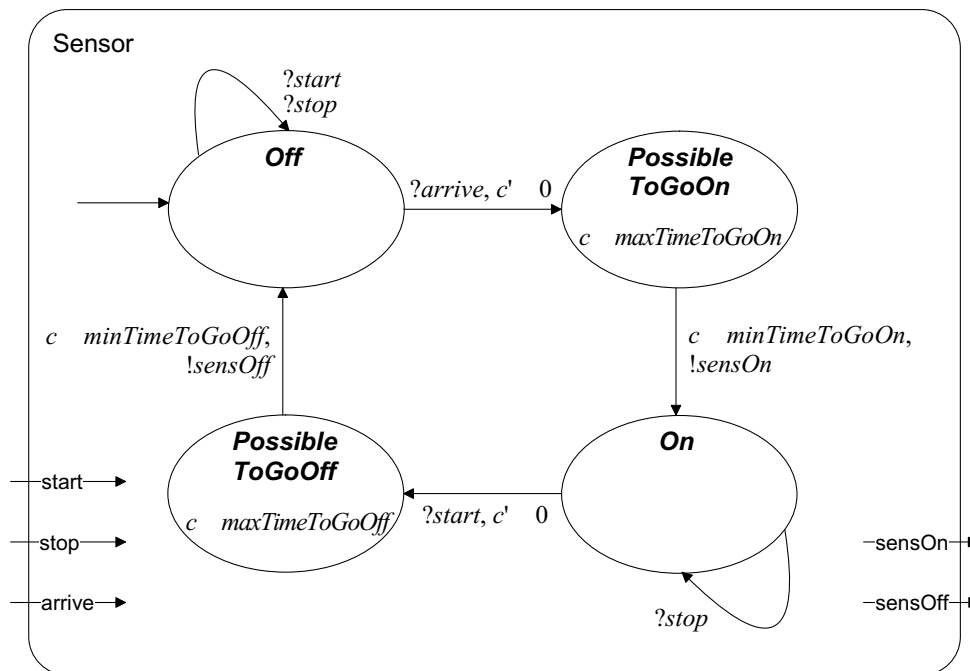 Sensor
?start
?stop
Off
Possible
ToGoOn
?arrive, c' 0
c maxTimeToGoOn
c minTimeToGoOff,
!sensOff
c minTimeToGoOn,
!sensOn
Possible
ToGoOff
On
c maxTimeToGoOff
?start, c' 0
start
stop
arrive
sensOn
sensOff
?stop